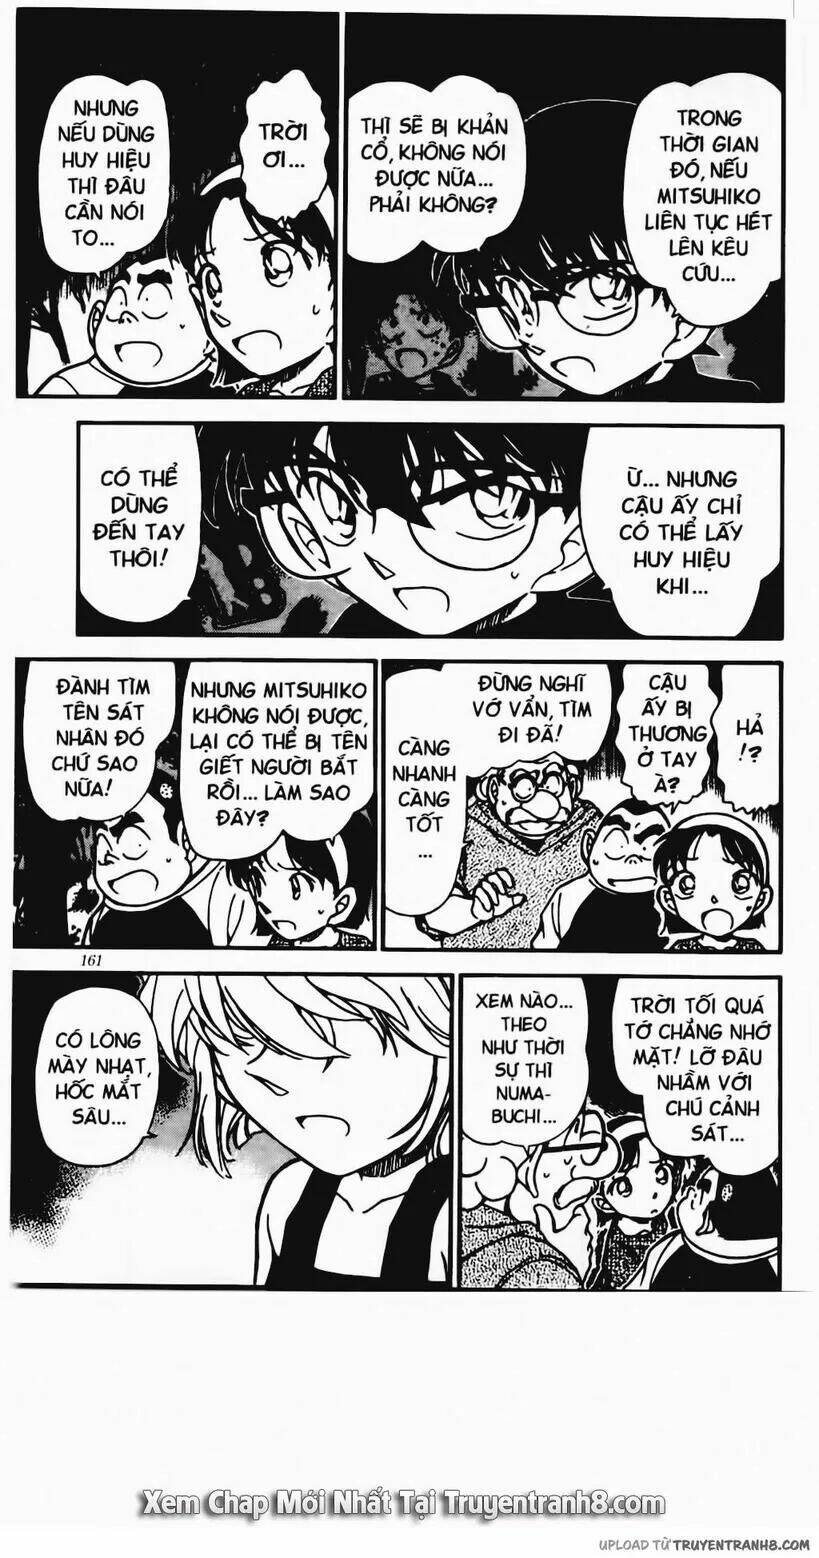 TRONG
THỜI GIAN
ĐÓ, NẾU
MITSUHIKO
LIÊN TỤC HÉT
LÊN KÊU
CỨU...
THÌ SẼ BỊ KHẢN
CỔ, KHÔNG NÓI
ĐƯỢC NỮA...
PHẢI KHÔNG?
TRỜI
ƠI...
NHƯNG
NẾU DÙNG
HUY HIỆU
THÌ ĐÂU
CẦN NÓI
TO...
Ừ... NHƯNG
CẬU ẤY CHỈ
CÓ THỂ LẤY
HUY HIỆU
KHI...
CÓ THỂ
DÙNG
ĐẾN TAY
THÔI!
HẢ
!?
CẬU
ẤY BỊ
THƯƠNG
Ở TAY
À?
ĐỪNG NGHĨ
VỚ VẨN, TÌM
ĐI ĐÃ!
CÀNG
NHANH
CÀNG
TỐT
...
NHƯNG MITSUHIKO
KHÔNG NÓI ĐƯỢC,
LẠI CÓ THỂ BỊ TÊN
GIẾT NGƯỜI BẮT
RỒI... LÀM SAO
ĐÂY?
ĐÀNH TÌM
TÊN SÁT
NHÂN ĐÓ
CHỨ SAO
NỮA!
161
TRỜI TỐI QUÁ
TỚ CHẲNG NHỚ
MẶT! LỠ ĐÂU
NHẦM VỚI
CHÚ CẢNH
SÁT...
XEM NÀO...
THEO
NHƯ THỜI
SỰ THÌ
NUMA-
BUCHI...
CÓ LÔNG
MÀY NHẠT,
HỐC MẮT
SÂU...
Xem Chap Mới Nhất Tại Truyentranh8.com
UPLOAD TỪ TRUYENTRANH8.COM